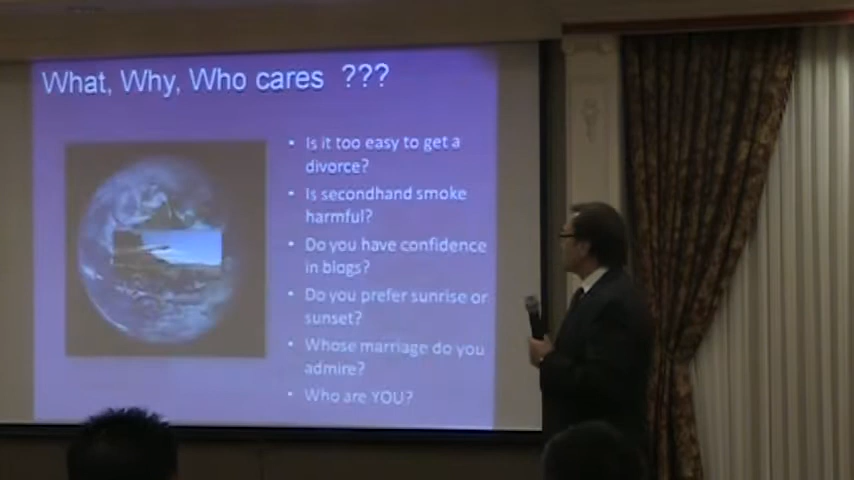 What, Why, Who cares ???
• Is it too easy to get a
divorce?
• Is secondhand smoke
harmful?
• Do you have confidence
in blogs?
• Do you prefer sunrise or
sunset?
• Whose marriage do you
admire?
• Who are YOU?